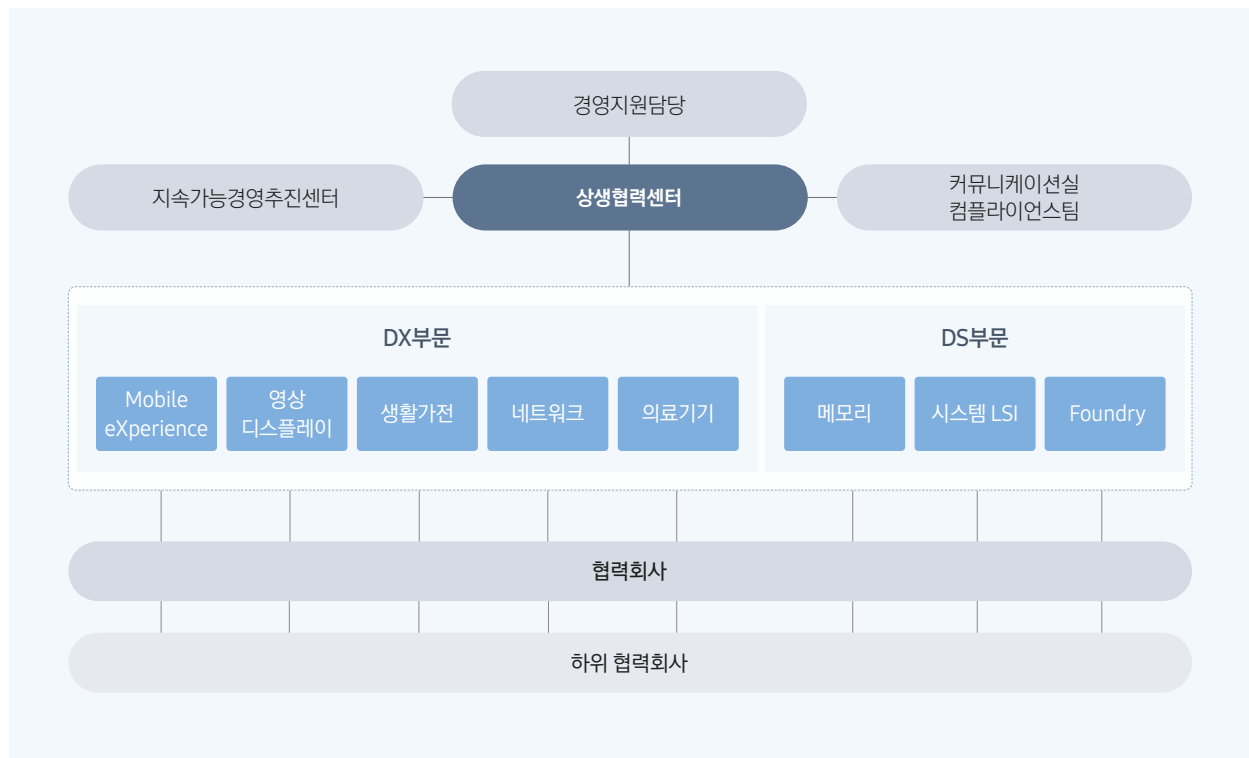 경영지원담당
지속가능경영추진센터
상생협력센터
커뮤니케이션실
컴플라이언스팀
DX부문
DS부문
Mobile
eXperience
영상
디스플레이
생활가전
네트워크
의료기기
메모리
시스템 LSI
Foundry
협력회사
하위 협력회사